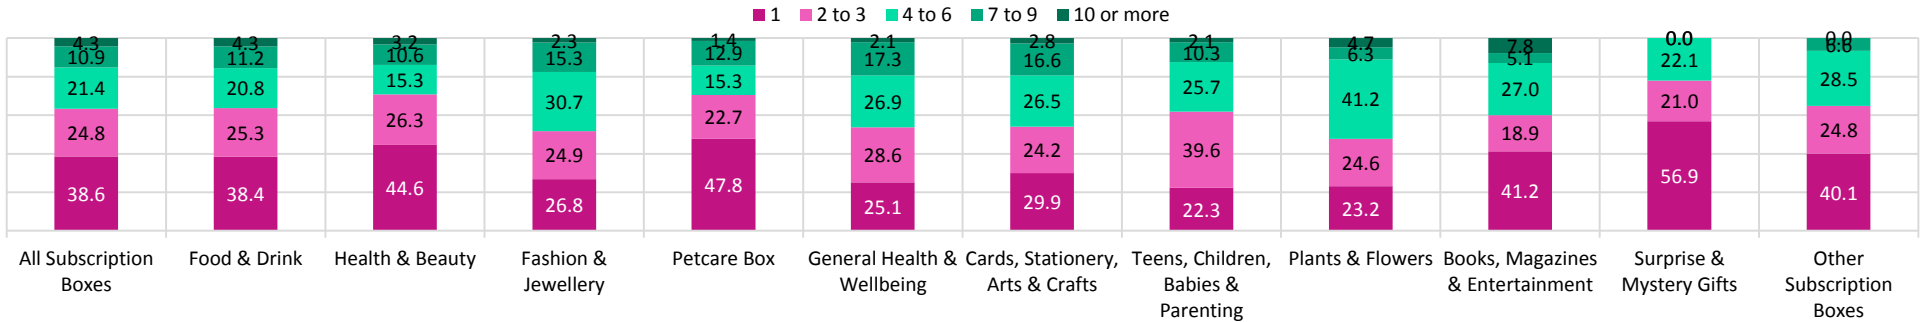 1 2 to 3 4 to 6 7 to 9 10 or more
4.3 4.3 3.2 2.3 1.4 2.1 2.8 2.1 4.7 7.8 0.0 0.0
10.9 11.2 10.6 15.3 12.9 17.3 16.6 10.3 6.3 5.1 0.0 6.6
21.4 20.8 15.3 30.7 15.3 26.9 26.5 25.7 41.2 27.0 22.1 28.5
24.8 25.3 26.3 24.9 22.7 28.6 24.2 39.6 24.6 18.9 21.0 24.8
38.6 38.4 44.6 26.8 47.8 25.1 29.9 22.3 23.2 41.2 56.9 40.1
All Subscription
Boxes
Food & Drink
Health & Beauty
Fashion &
Jewellery
Petcare Box
General Health &
Wellbeing
Cards, Stationery,
Arts & Crafts
Teens, Children,
Babies &
Parenting
Plants & Flowers
Books, Magazines
& Entertainment
Surprise &
Mystery Gifts
Other
Subscription
Boxes